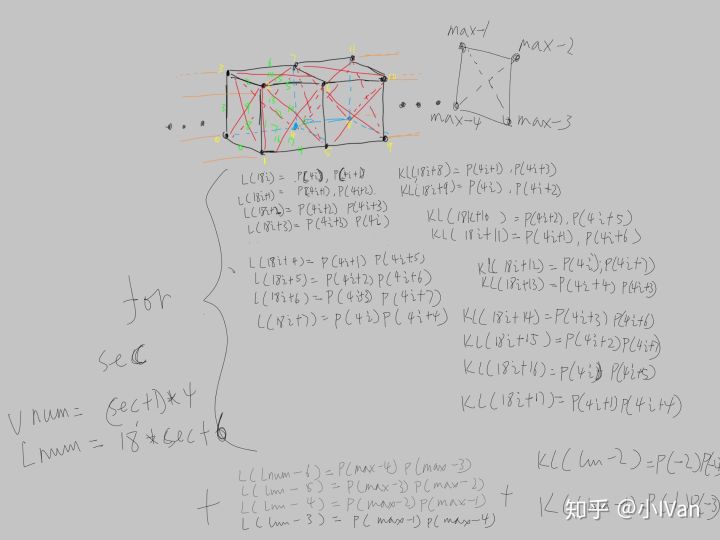 max-1
max-2
max-4
max-3
L(18i) = P(4i), P(4i+1)
L(18i+1) = P(4i+1), P(4i+2)
L(18i+2) = P(4i+2) P(4i+3)
L(18i+3) = P(4i+3) P(4i)
KL(18i+8) = P(4i+1), P(4i+3)
KL(18i+9) = P(4i), P(4i+2)
KL(18i+10) = P(4i+2), P(4i+5)
KL(18i+11) = P(4i+1), P(4i+6)
L(18i+4) = P(4i+1) P(4i+5)
L(18i+5) = P(4i+2) P(4i+6)
L(18i+6) = P(4i+3) P(4i+7)
L(18i+7) = P(4i) P(4i+4)
KL(18i+12) = P(4i), P(4i+7)
KL(18i+13) = P(4i+4) P(4i+3)
KL(18i+14) = P(4i+3) P(4i+6)
KL(18i+15) = P(4i+2) P(4i+7)
KL(18i+16) = P(4i) P(4i+5)
KL(18i+17) = P(4i+1) P(4i+4)
for
sec
Vnum = (sec+1)*4
Lnum = 18*sec+6
+
L(Lnum-6) = P(max-4) P(max-3)
L(Lm-5) = P(max-3) P(max-2)
L(Lm-4) = P(max-2) P(max-1)
L(Lm-3) = P(max-1) P(max-4)
+
KL(Lm-2) = P(-2) P(-4
知乎 @小IVan